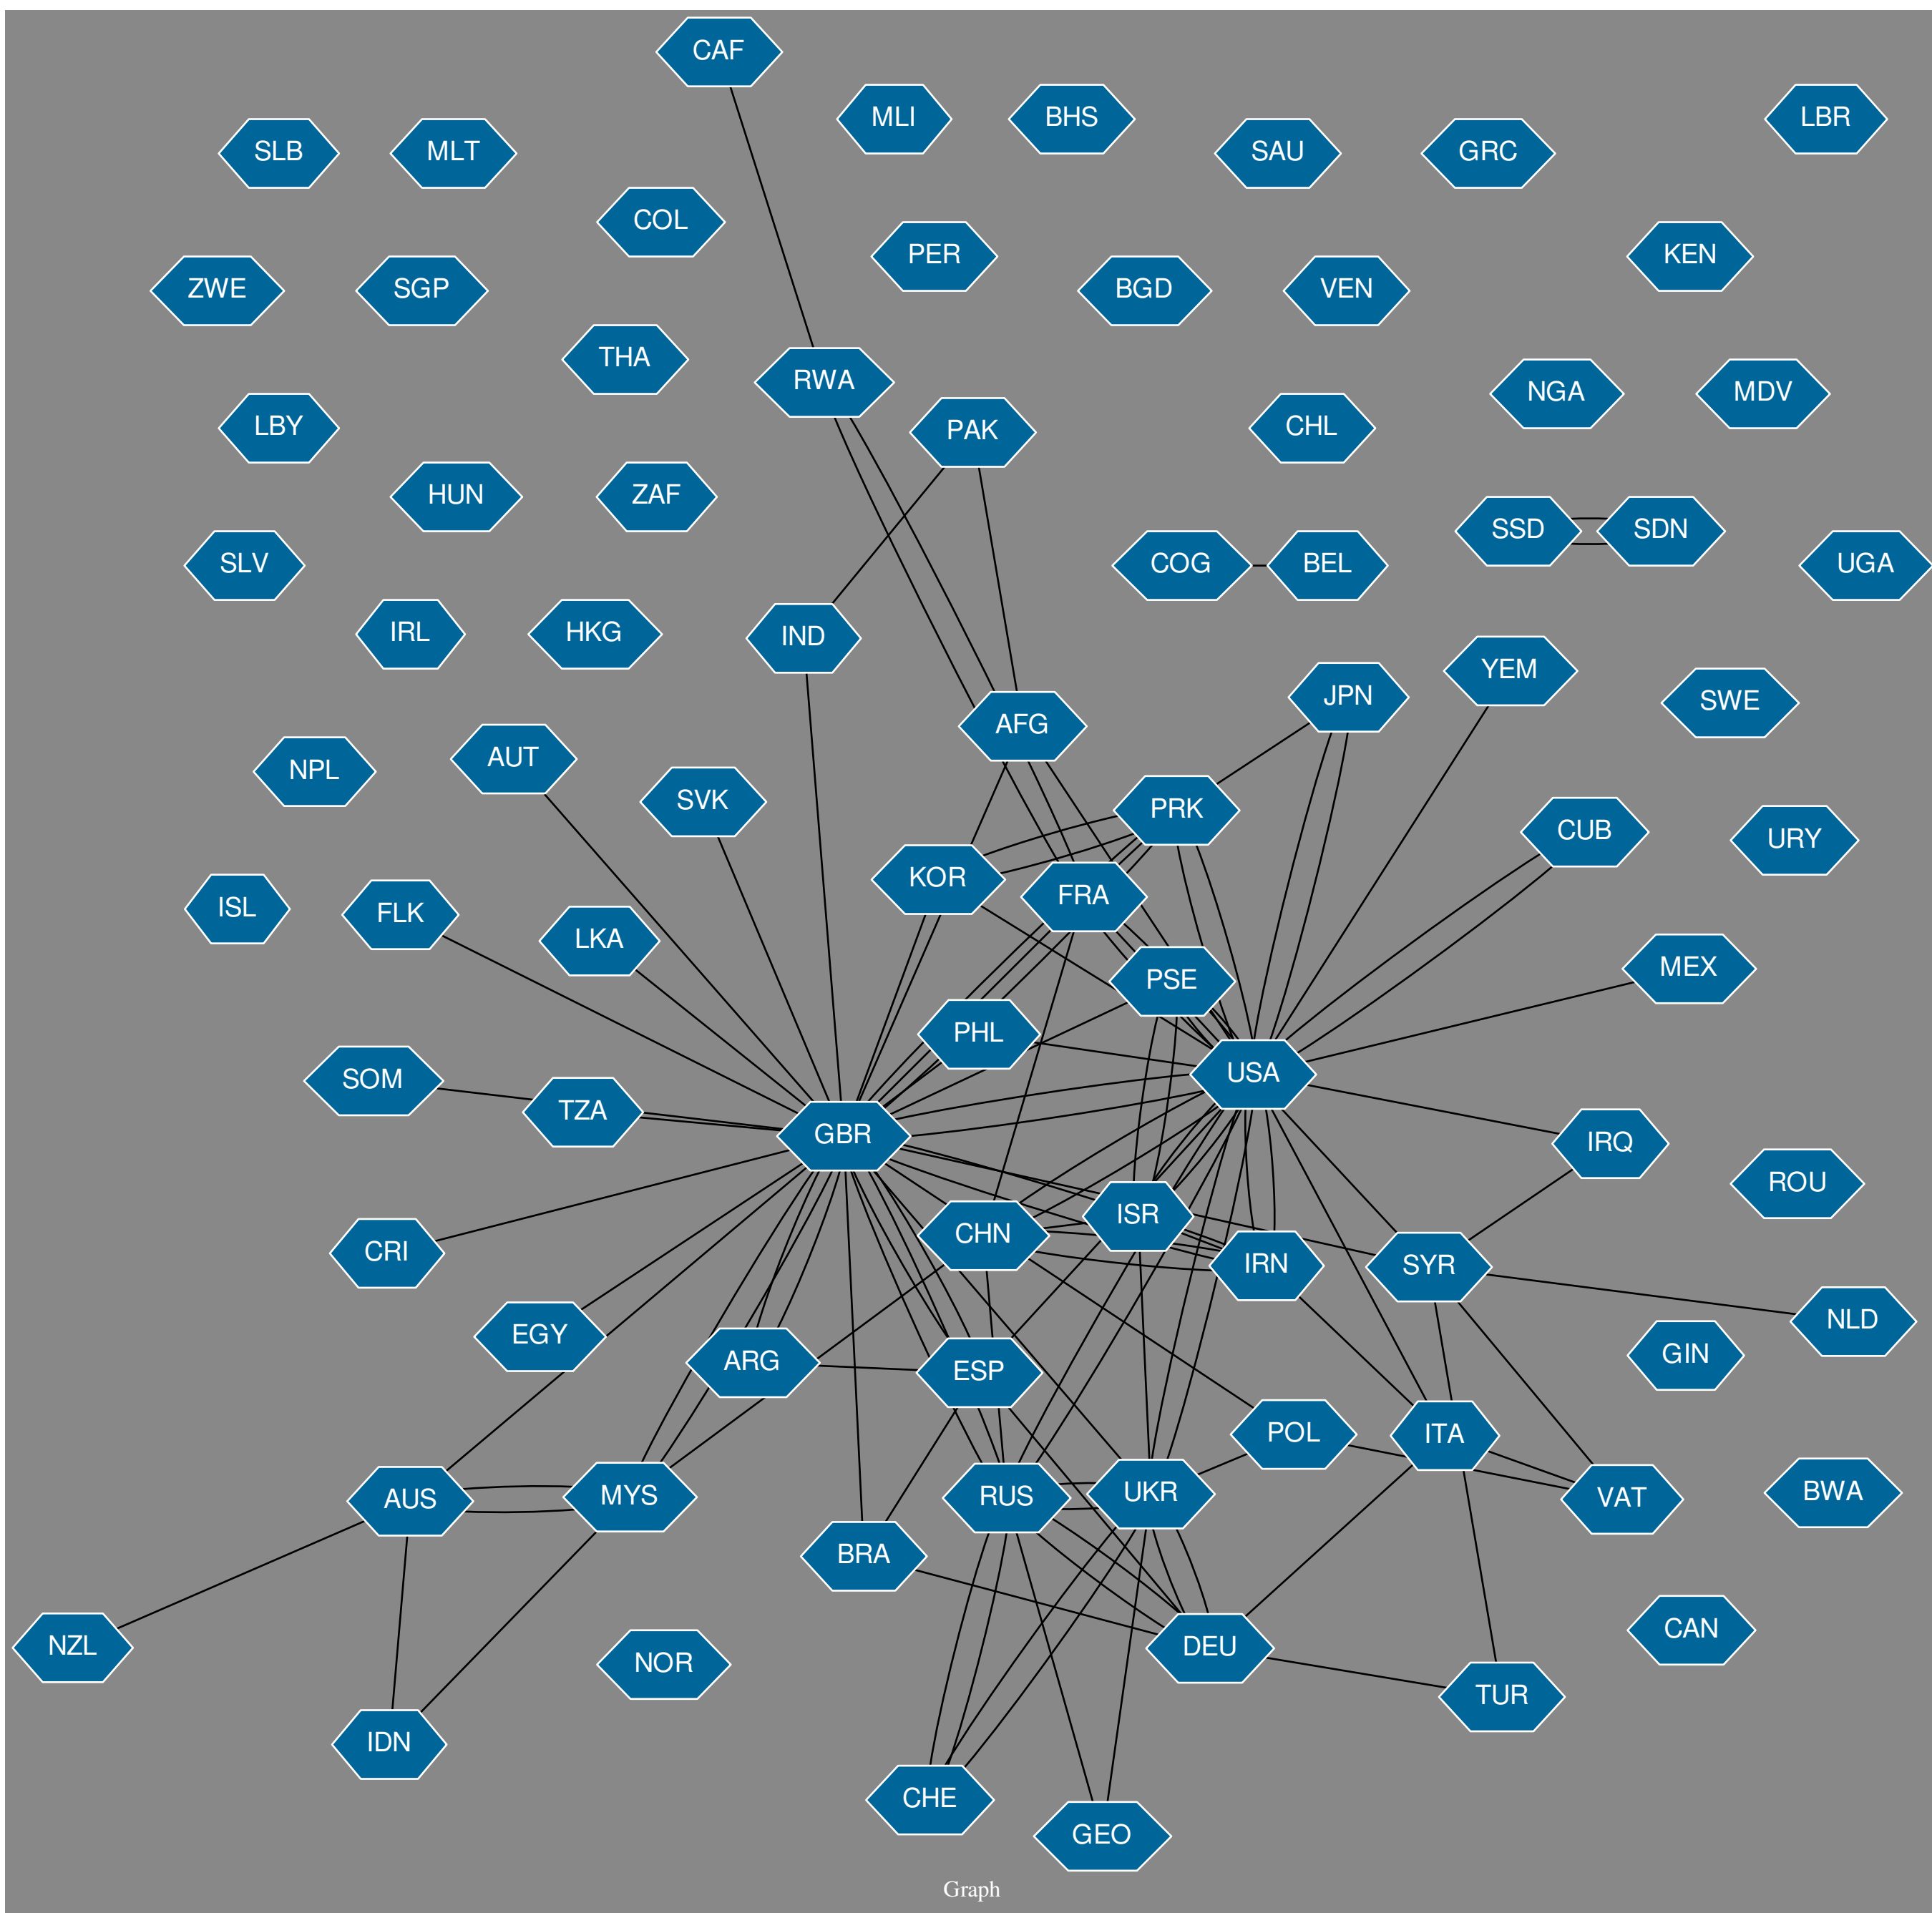 CAF
MLI
BHS
LBR
SLB
MLT
SAU
GRC
COL
PER
KEN
ZWE
SGP
BGD
VEN
THA
RWA
NGA
MDV
LBY
PAK
CHL
HUN
ZAF
SSD
SDN
SLV
COG
BEL
UGA
IRL
HKG
IND
YEM
JPN
SWE
AFG
NPL
AUT
SVK
PRK
CUB
URY
ISL
FLK
KOR
FRA
LKA
PSE
MEX
PHL
SOM
USA
TZA
GBR
IRQ
ROU
CRI
CHN
ISR
IRN
SYR
EGY
NLD
GIN
ARG
ESP
POL
ITA
AUS
MYS
RUS
UKR
VAT
BWA
BRA
NZL
NOR
DEU
CAN
TUR
IDN
CHE
GEO
Graph